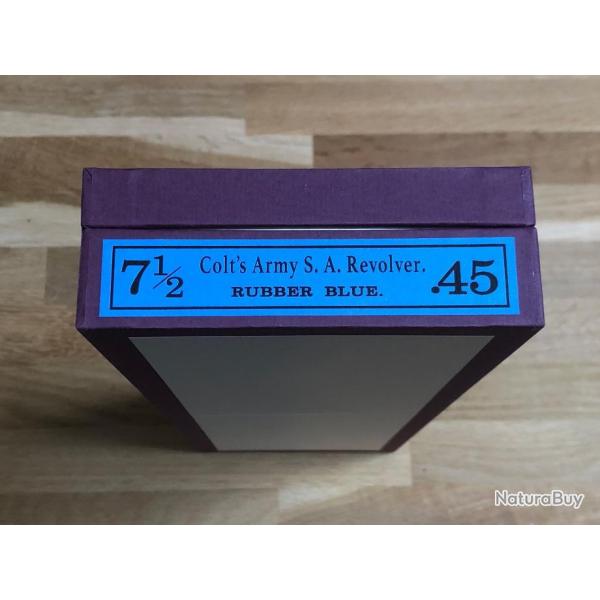 7½ Colt's Army S. A. Revolver. .45
RUBBER BLUE.
NaturaBuy